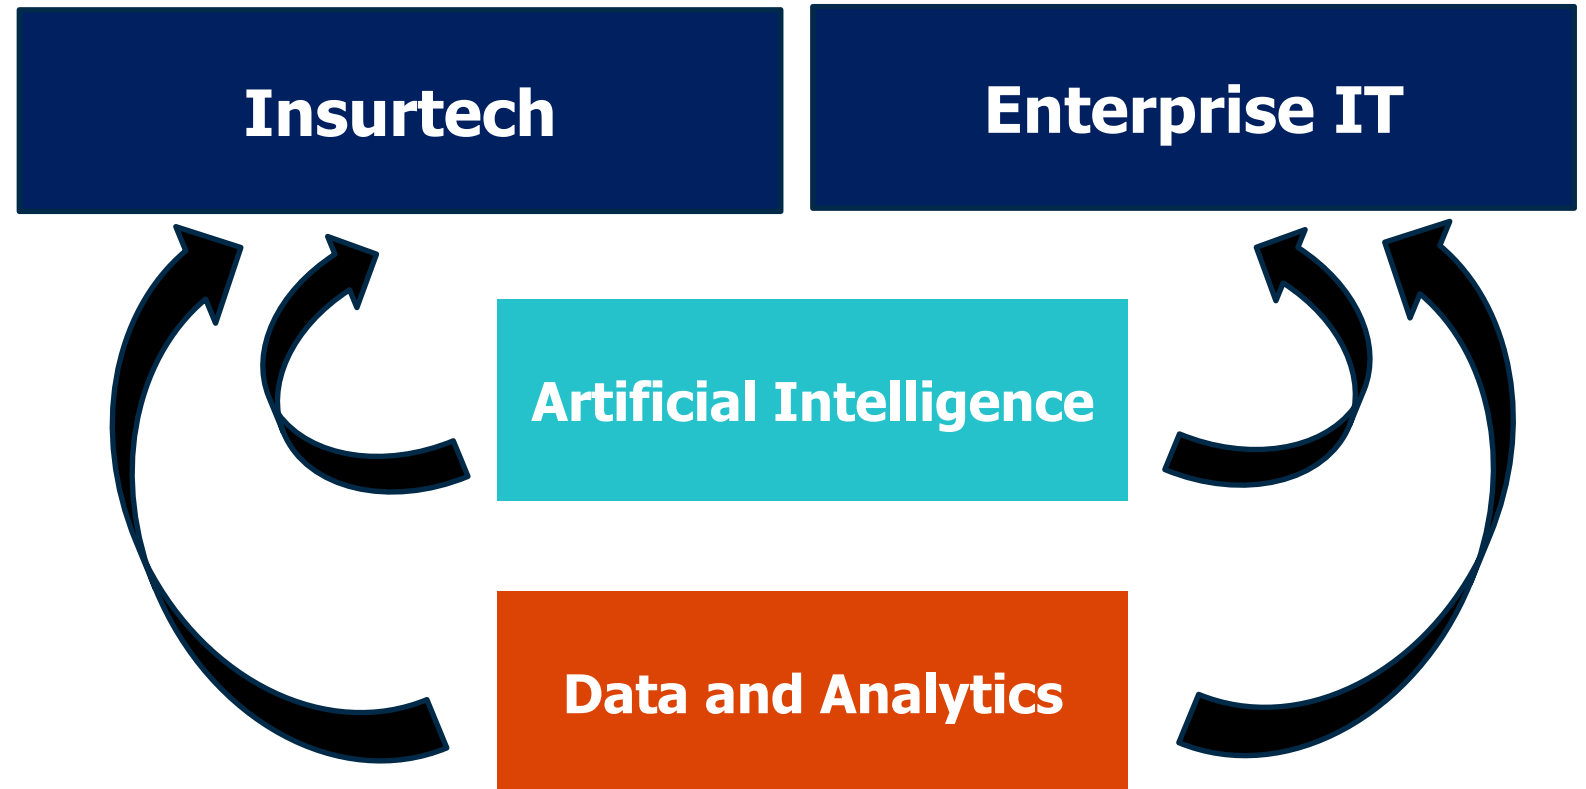 Insurtech
Enterprise IT
Artificial Intelligence
Data and Analytics